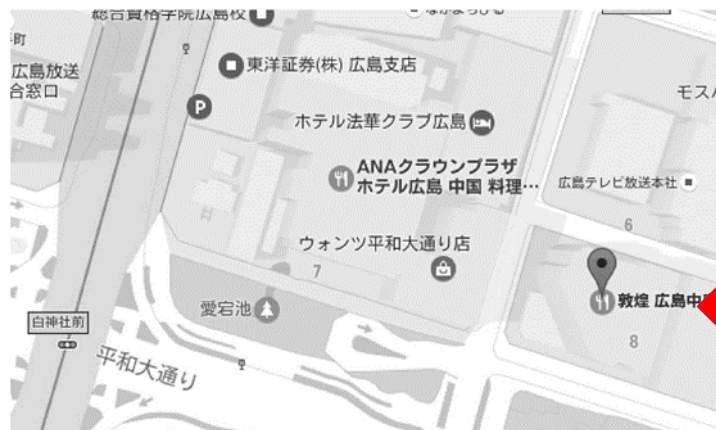 総合資格学院広島校
町
広島放送
合窓口
東洋証券(株) 広島支店
P
モス
ホテル法華クラブ広島
ANAクラウンプラザ
ホテル広島 中国 料理…
広島テレビ放送本社
6
ウォンツ平和大通り店
7
愛宕池
敦煌 広島中
白神社前
8
平和大通り